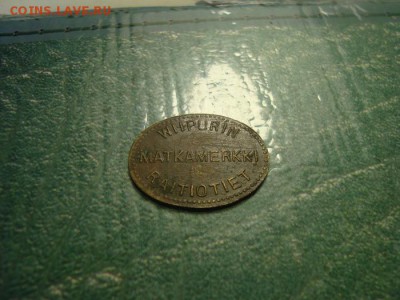 COINS.LAVE.RU
VIIPURIN
MATKAMERKKI
RAITIOTIET